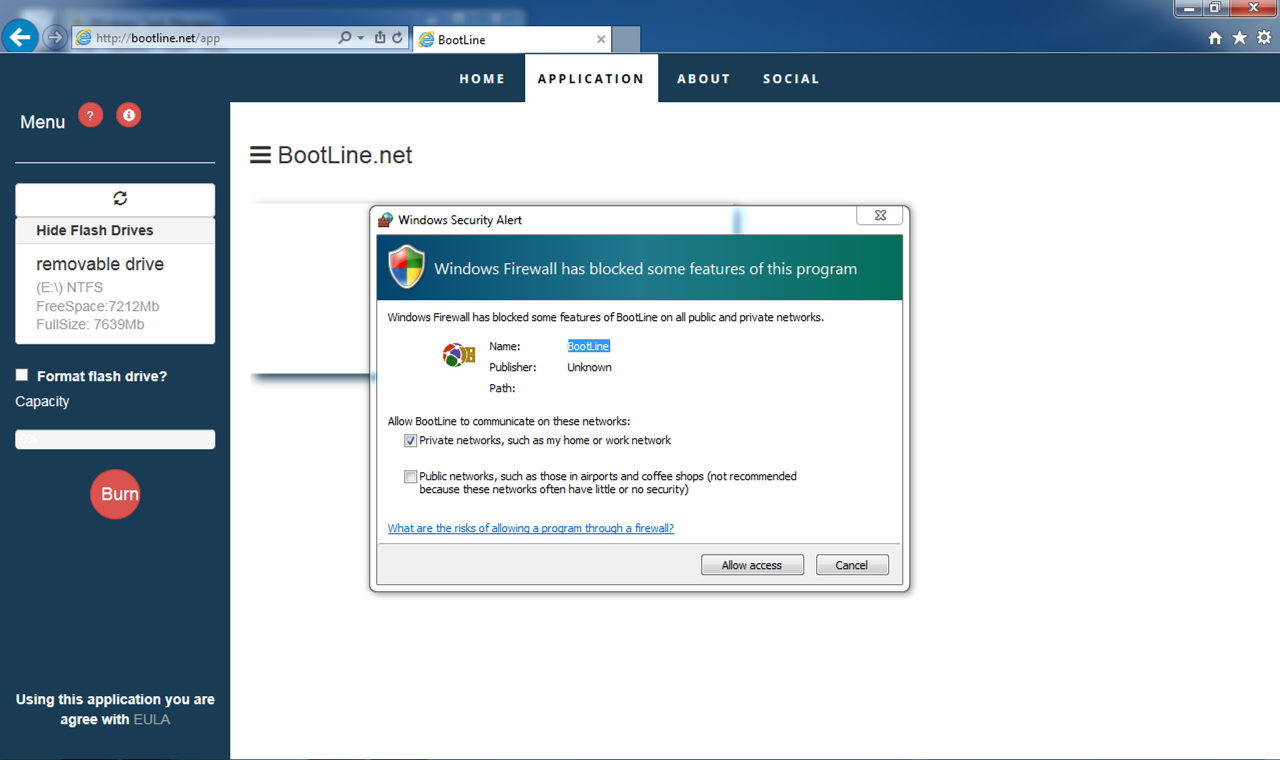 http://bootline.net/app
BootLine
HOME
APPLICATION
ABOUT
SOCIAL
Menu
?
BootLine.net
Hide Flash Drives
removable drive
(E:\) NTFS
FreeSpace:7212Mb
FullSize: 7639Mb
Format flash drive?
Capacity
0%
Burn
Using this application you are
agree with EULA
Windows Security Alert
Windows Firewall has blocked some features of this program
Windows Firewall has blocked some features of BootLine on all public and private networks.
Name: BootLine
Publisher: Unknown
Path:
Allow BootLine to communicate on these networks:
Private networks, such as my home or work network
Public networks, such as those in airports and coffee shops (not recommended
because these networks often have little or no security)
What are the risks of allowing a program through a firewall?
Allow access
Cancel